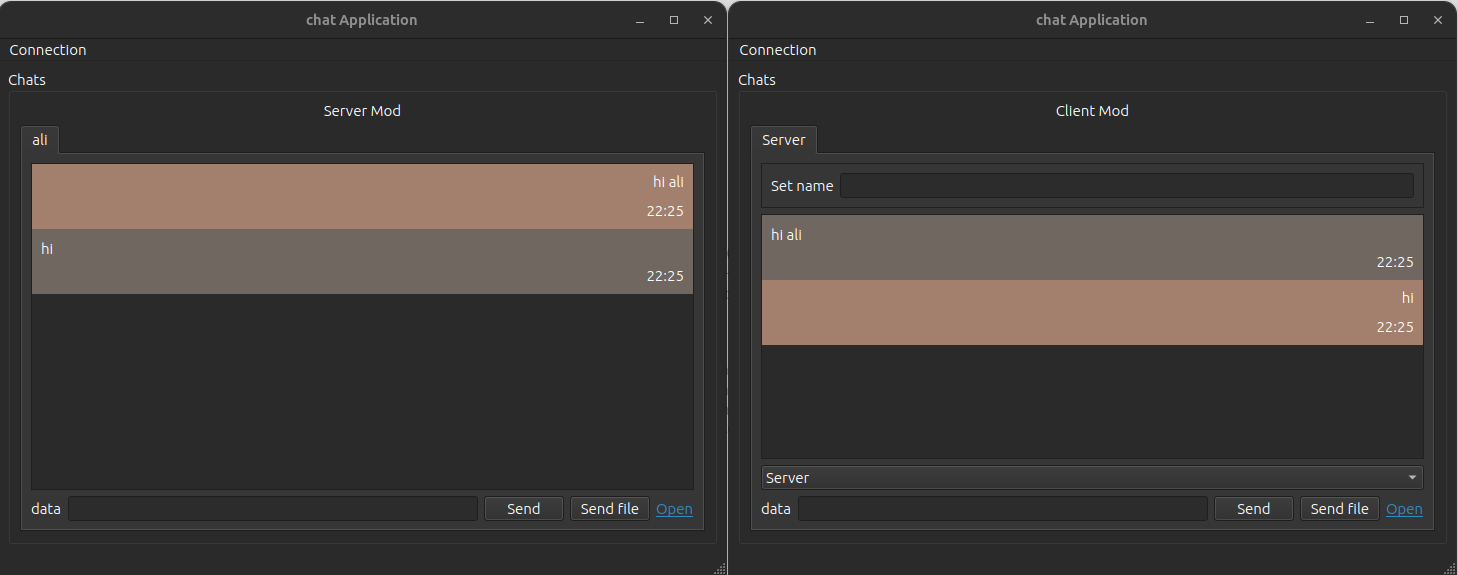 chat Application
Connection
Chats
Server Mod
ali
hi ali
22:25
hi
22:25
data
Send
Send file
Open
chat Application
Connection
Chats
Client Mod
Server
Set name
hi ali
22:25
hi
22:25
Server
data
Send
Send file
Open